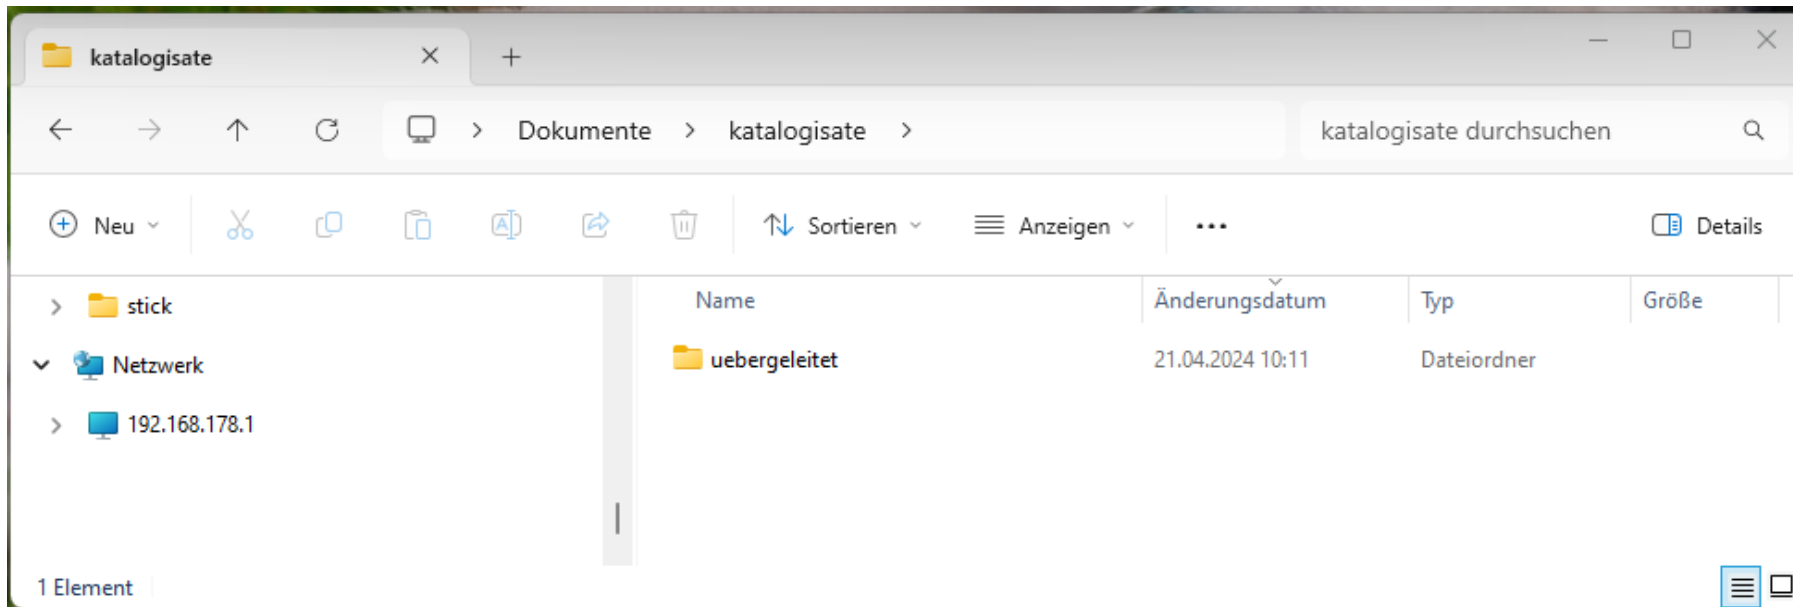 katalogisate
Dokumente katalogisate katalogisate durchsuchen
Neu Sortieren Anzeigen Details
stick
Netzwerk
192.168.178.1
Name Änderungsdatum Typ Größe
uebergeleitet 21.04.2024 10:11 Dateiordner
1 Element